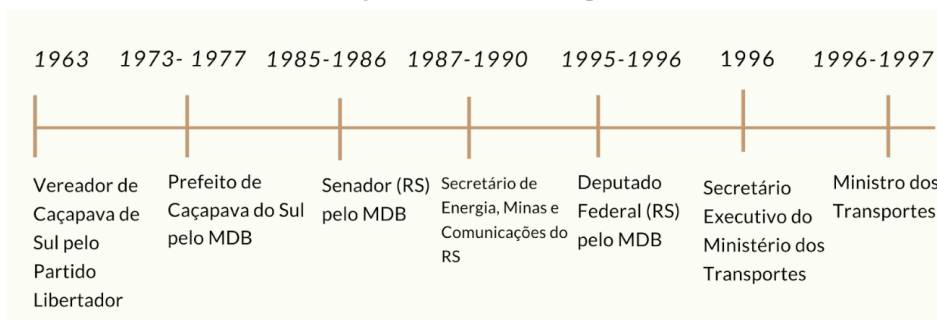 1963
1973- 1977
1985-1986
1987-1990
1995-1996
1996
1996-1997
Vereador de
Caçapava de
Sul pelo
Partido
Libertador
Prefeito de
Caçapava do Sul
pelo MDB
Senador (RS)
pelo MDB
Secretário de
Energia, Minas e
Comunicações do
RS
Deputado
Federal (RS)
pelo MDB
Secretário
Executivo do
Ministério dos
Transportes
Ministro dos
Transportes